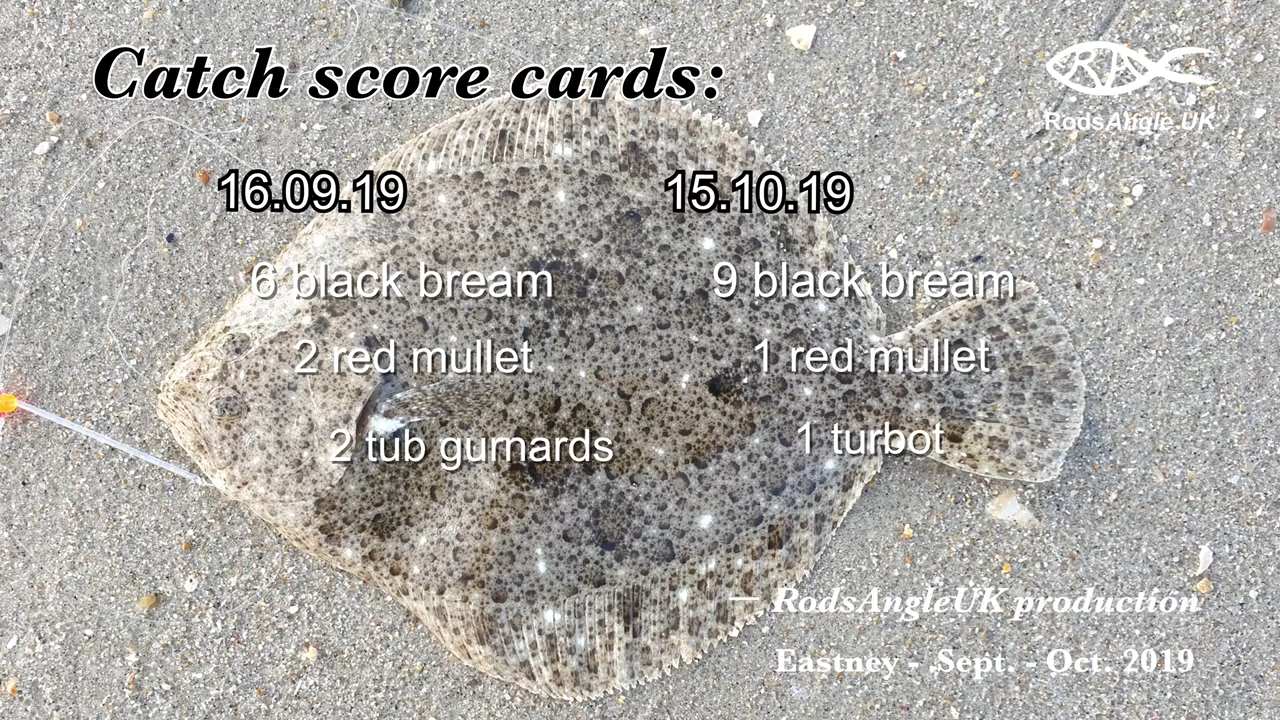 Catch score cards:
RA
RodsAngle.UK
16.09.19
6 black bream
2 red mullet
2 tub gurnards
15.10.19
9 black bream
1 red mullet
1 turbot
— RodsAngleUK production
Eastney - Sept. - Oct. 2019